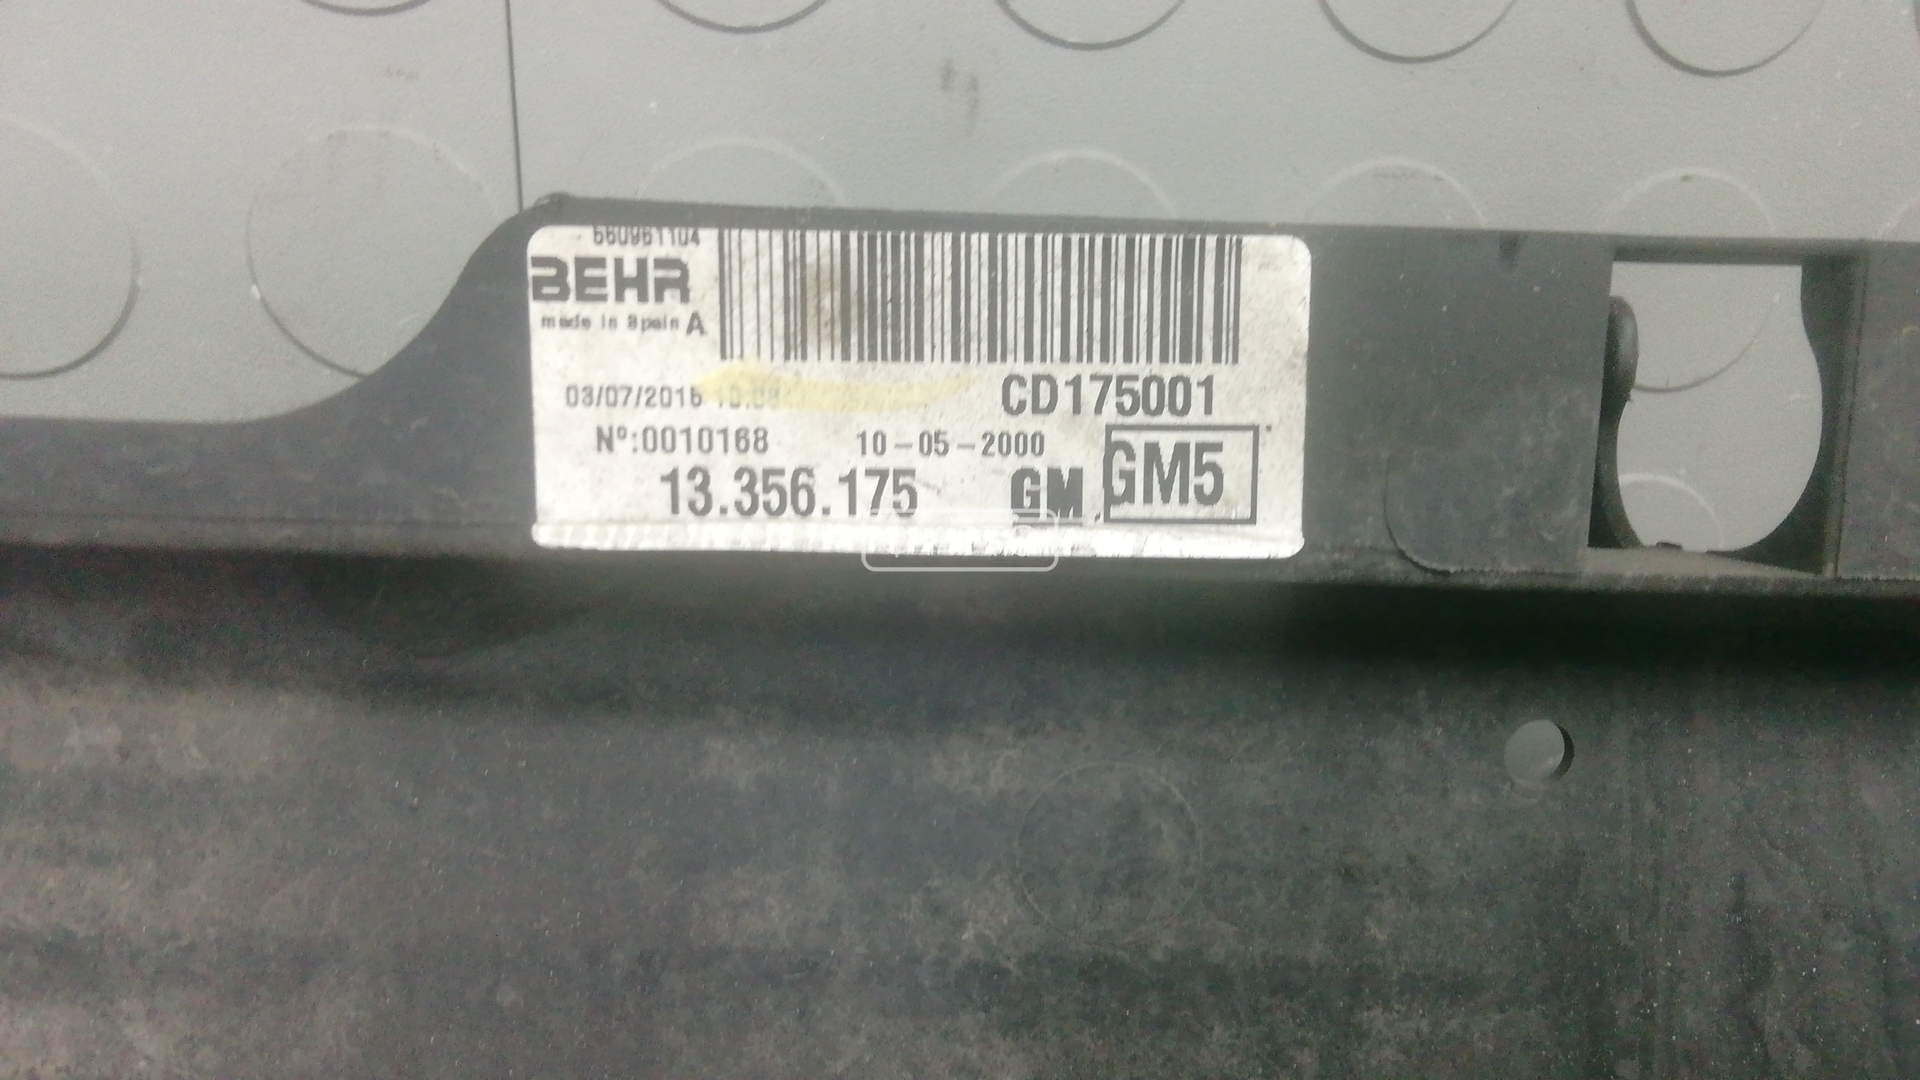 560961104
BEHR
made in Spain A
03/07/2015
CD175001
Nº:0010168
10-05-2000
13.356.175
GM
GM5